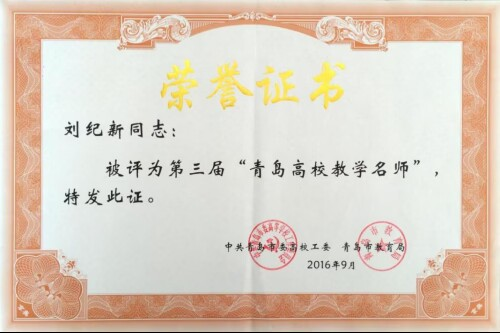 荣誉证书
刘纪新同志：
被评为第三届“青岛高校教学名师”，
特发此证。
中共青岛市委高校工委 青岛市教育局
2016年9月